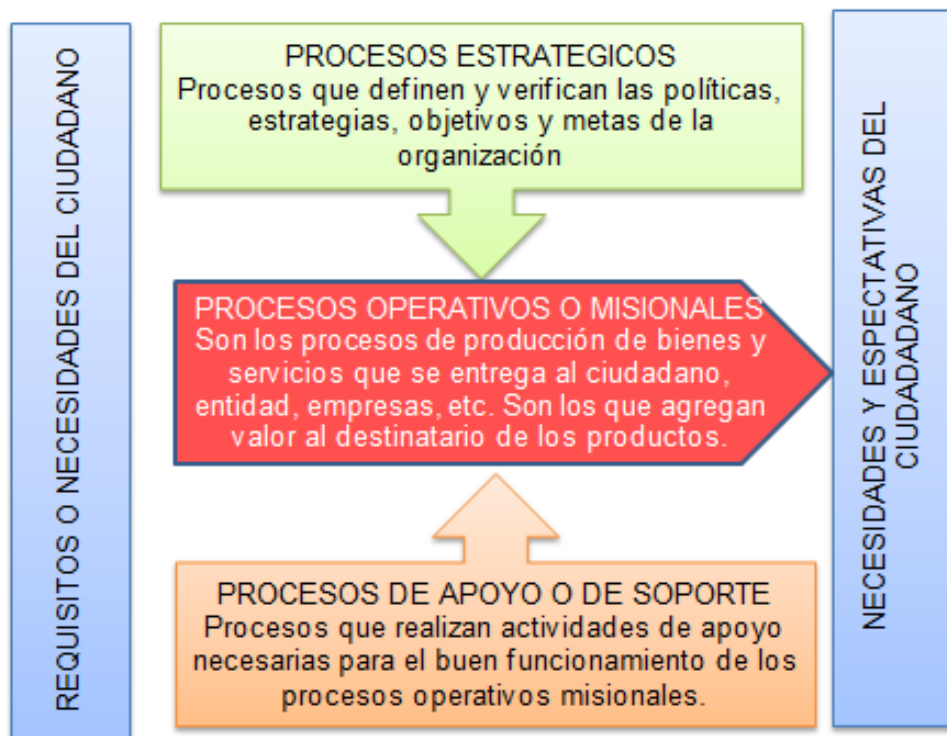 REQUISITOS O NECESIDADES DEL CIUDADANO
PROCESOS ESTRATEGICOS
Procesos que definen y verifican las políticas,
estrategias, objetivos y metas de la
organización
PROCESOS OPERATIVOS O MISIONALES
Son los procesos de producción de bienes y
servicios que se entrega al ciudadano,
entidad, empresas, etc. Son los que agregan
valor al destinatario de los productos.
PROCESOS DE APOYO O DE SOPORTE
Procesos que realizan actividades de apoyo
necesarias para el buen funcionamiento de los
procesos operativos misionales.
NECESIDADES Y ESPECTATIVAS DEL
CIUDADADANO